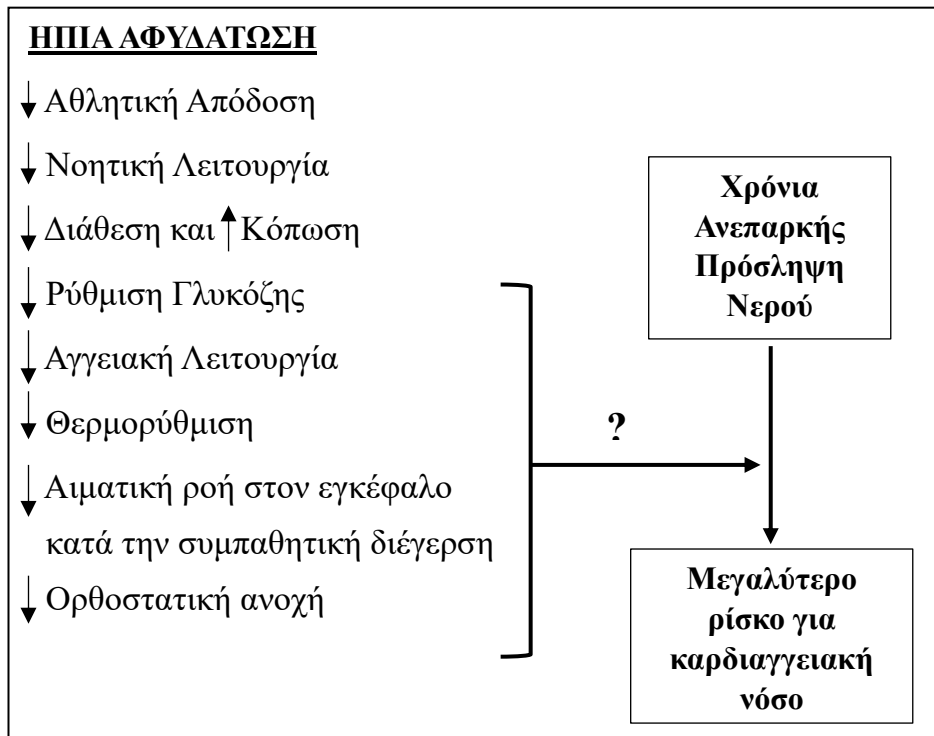 ΗΠΙΑ ΑΦΥΔΑΤΩΣΗ
↓ Αθλητική Απόδοση
↓ Νοητική Λειτουργία
↓ Διάθεση και ↑ Κόπωση
↓ Ρύθμιση Γλυκόζης
↓ Αγγειακή Λειτουργία
↓ Θερμορύθμιση
↓ Αιματική ροή στον εγκέφαλο
κατά την συμπαθητική διέγερση
↓ Ορθοστατική ανοχή
?
Χρόνια
Ανεπαρκής
Πρόσληψη
Νερού
Μεγαλύτερο
ρίσκο για
καρδιαγγειακή
νόσο